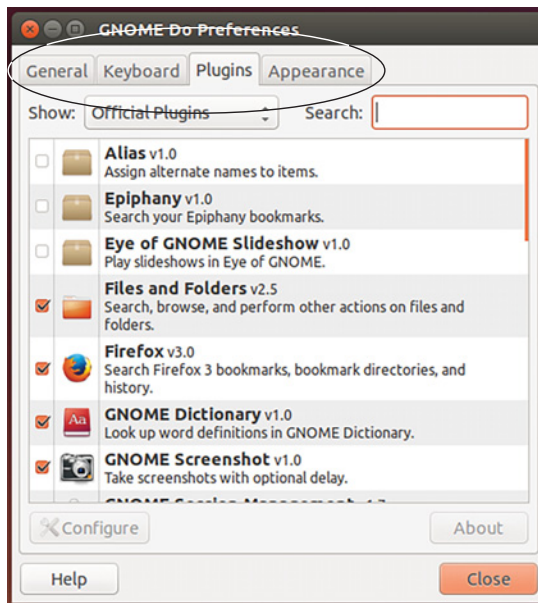 GNOME Do Preferences
General Keyboard Plugins Appearance
Show: Official Plugins Search:
Alias v1.0
Assign alternate names to items.
Epiphany v1.0
Search your Epiphany bookmarks.
Eye of GNOME Slideshow v1.0
Play slideshows in Eye of GNOME.
Files and Folders v2.5
Search, browse, and perform other actions on files and
folders.
Firefox v3.0
Search Firefox 3 bookmarks, bookmark directories, and
history.
Aa
GNOME Dictionary v1.0
Look up word definitions in GNOME Dictionary.
GNOME Screenshot v1.0
Take screenshots with optional delay.
GNOME Session Management
Configure About
Help Close